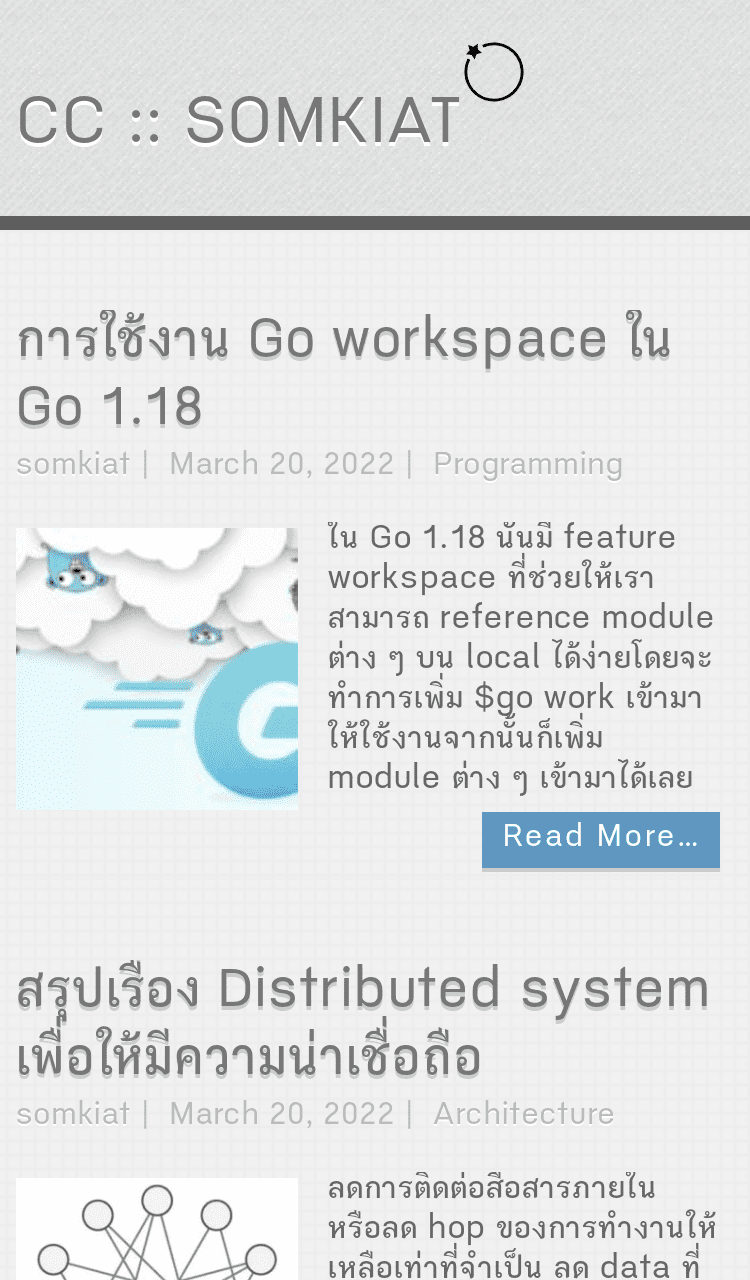 CC :: SOMKIAT
การใช้งาน Go workspace ใน
Go 1.18
somkiat | March 20, 2022 | Programming
ใน Go 1.18 นั้นมี feature
workspace ที่ช่วยให้เรา
สามารถ reference module
ต่าง ๆ บน local ได้ง่ายโดยจะ
ทำการเพิ่ม $go work เข้ามา
ให้ใช้งานจากนั้นก็เพิ่ม
module ต่าง ๆ เข้ามาได้เลย
Read More…
สรุปเรื่อง Distributed system
เพื่อให้มีความน่าเชื่อถือ
somkiat | March 20, 2022 | Architecture
ลดการติดต่อสื่อสารภายใน
หรือลด hop ของการทำงานให้
เหลือเท่าที่จำเป็น ลด data ที่